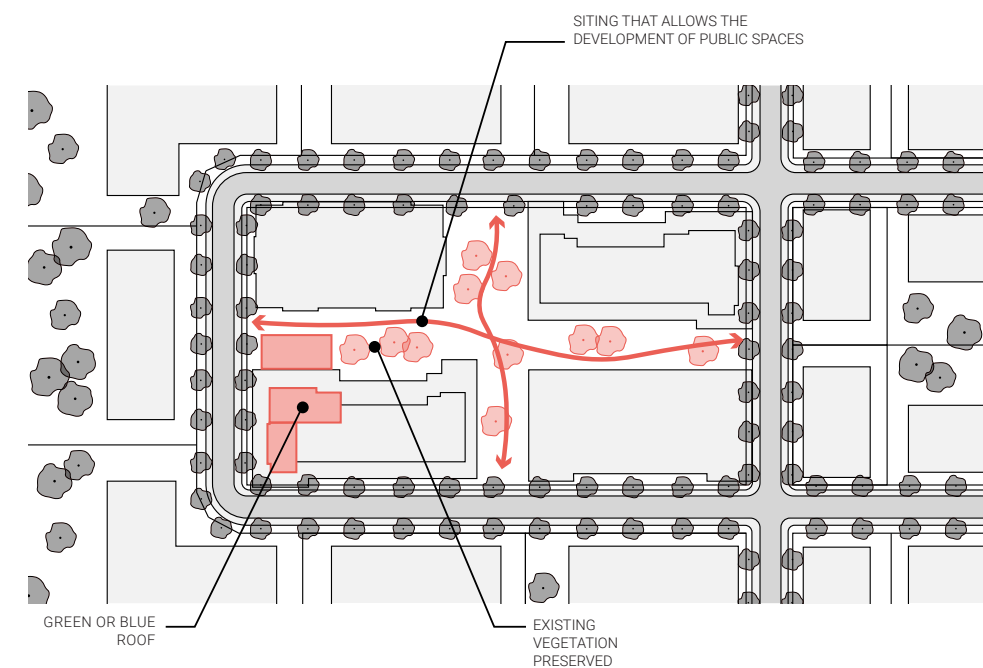 SITING THAT ALLOWS THE
DEVELOPMENT OF PUBLIC SPACES
GREEN OR BLUE
ROOF
EXISTING
VEGETATION
PRESERVED